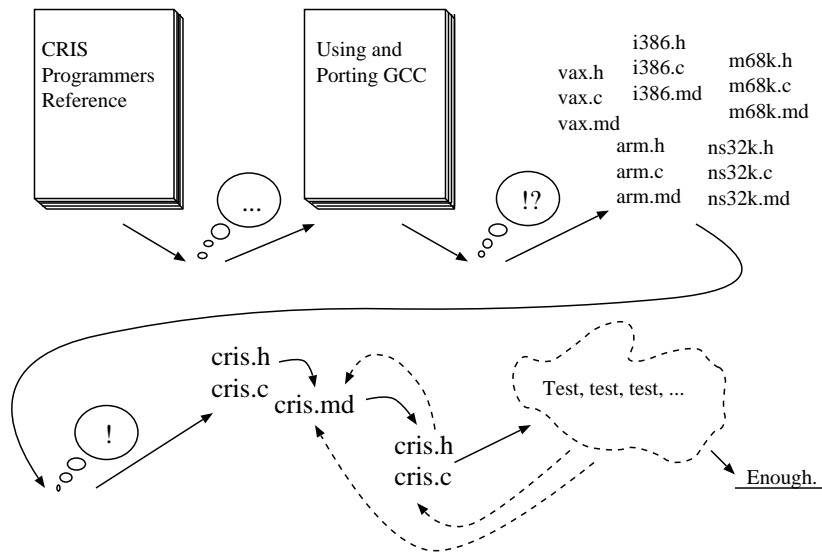 CRIS
Programmers
Reference
Using and
Porting GCC
...
!?
vax.h
vax.c
vax.md
i386.h
i386.c
i386.md
m68k.h
m68k.c
m68k.md
arm.h
arm.c
arm.md
ns32k.h
ns32k.c
ns32k.md
!
cris.h
cris.c
cris.md
cris.h
cris.c
Test, test, test, ...
Enough.